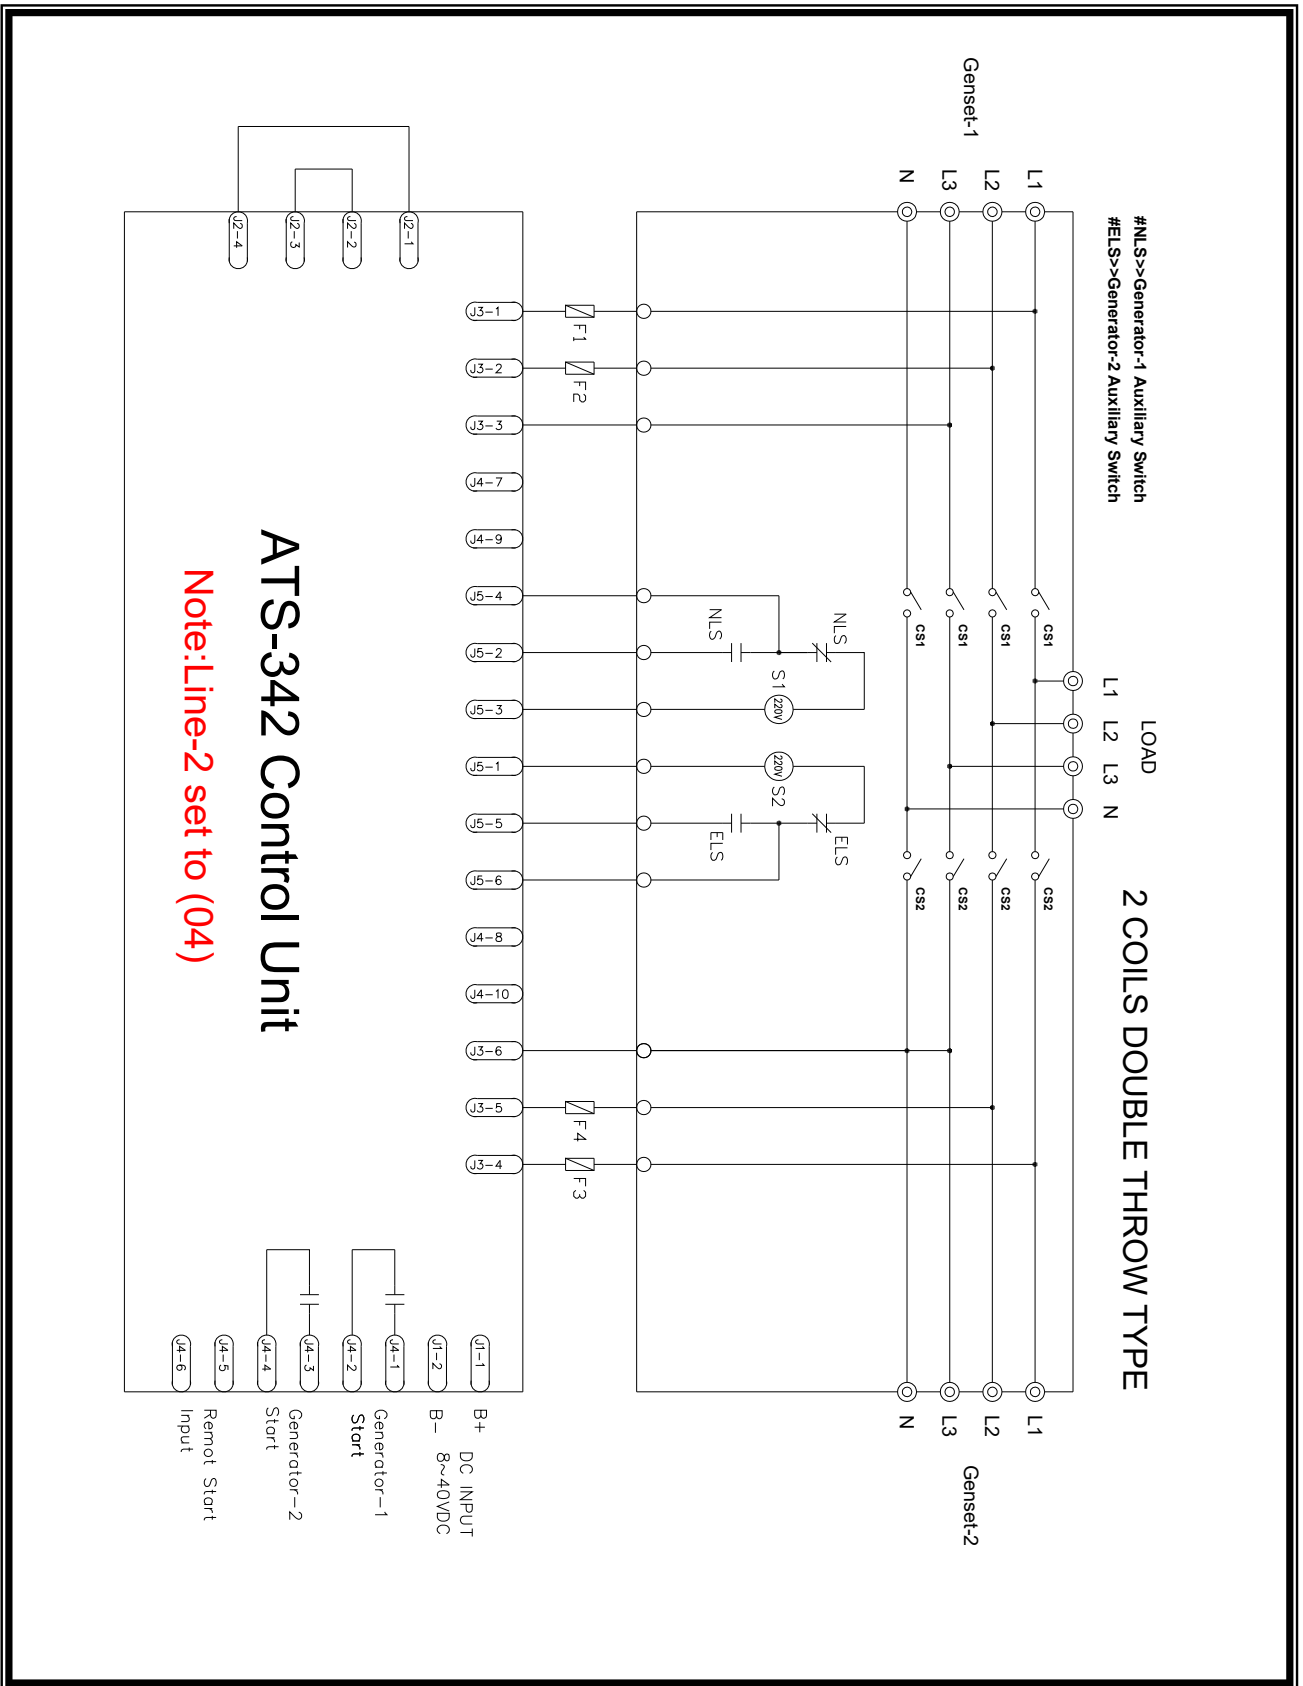 2 COILS DOUBLE THROW TYPE
#NLS>>Generator-1 Auxiliary Switch
#ELS>>Generator-2 Auxiliary Switch
LOAD
L1 L2 L3 N
Genset-1
L1
L2
L3
N
CS1
CS1
CS1
CS1
CS2
CS2
CS2
CS2
L1
L2
L3
N
Genset-2
NLS
NLS
S1
220V
220V
S2
ELS
ELS
F1
F2
F4
F3
J3-1
J3-2
J3-3
J4-7
J4-9
J5-4
J5-2
J5-3
J5-1
J5-5
J5-6
J4-8
J4-10
J3-6
J3-5
J3-4
J2-1
J2-2
J2-3
J2-4
ATS-342 Control Unit
Note:Line-2 set to (04)
J1-1
J1-2
J4-1
J4-2
J4-3
J4-4
J4-5
J4-6
B+ DC INPUT
B- 8~40VDC
Generator-1
Start
Generator-2
Start
Remot Start
Input